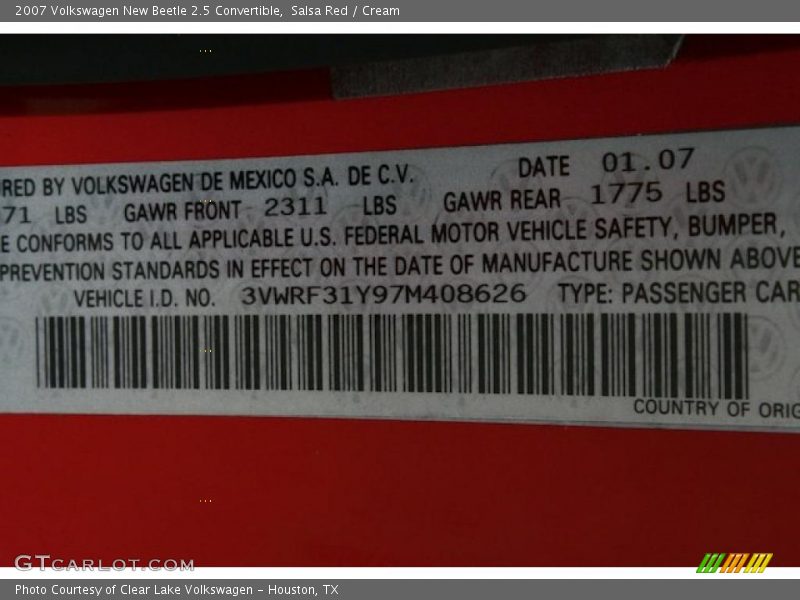 2007 Volkswagen New Beetle 2.5 Convertible, Salsa Red / Cream
RED BY VOLKSWAGEN DE MEXICO S.A. DE C.V. DATE 01.07
71 LBS GAWR FRONT 2311 LBS GAWR REAR 1775 LBS
E CONFORMS TO ALL APPLICABLE U.S. FEDERAL MOTOR VEHICLE SAFETY, BUMPER,
PREVENTION STANDARDS IN EFFECT ON THE DATE OF MANUFACTURE SHOWN ABOVE
VEHICLE I.D. NO. 3VWRF31Y97M408626 TYPE: PASSENGER CAR
COUNTRY OF ORIG
GTCARLOT.COM
Photo Courtesy of Clear Lake Volkswagen – Houston, TX